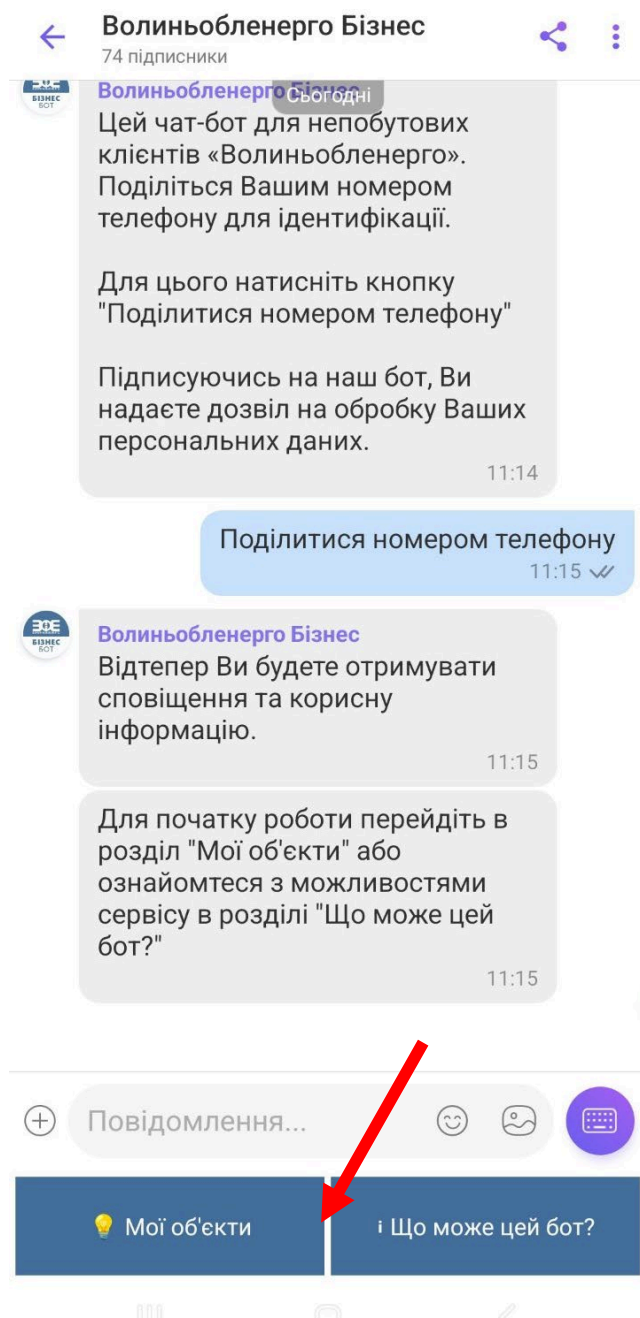 Волиньобленерго Бізнес
74 підписники
БІЗНЕС
БОТ
Волиньобленерго Бізнес
Сьогодні
Цей чат-бот для непобутових
клієнтів «Волиньобленерго».
Поділіться Вашим номером
телефону для ідентифікації.
Для цього натисніть кнопку
"Поділитися номером телефону"
Підписуючись на наш бот, Ви
надаєте дозвіл на обробку Ваших
персональних даних.
11:14
Поділитися номером телефону
11:15
БІЗНЕС
БОТ
Волиньобленерго Бізнес
Відтепер Ви будете отримувати
сповіщення та корисну
інформацію.
11:15
Для початку роботи перейдіть в
розділ "Мої об'єкти" або
ознайомтеся з можливостями
сервісу в розділі "Що може цей
бот?"
11:15
Повідомлення...
Мої об'єкти
і Що може цей бот?